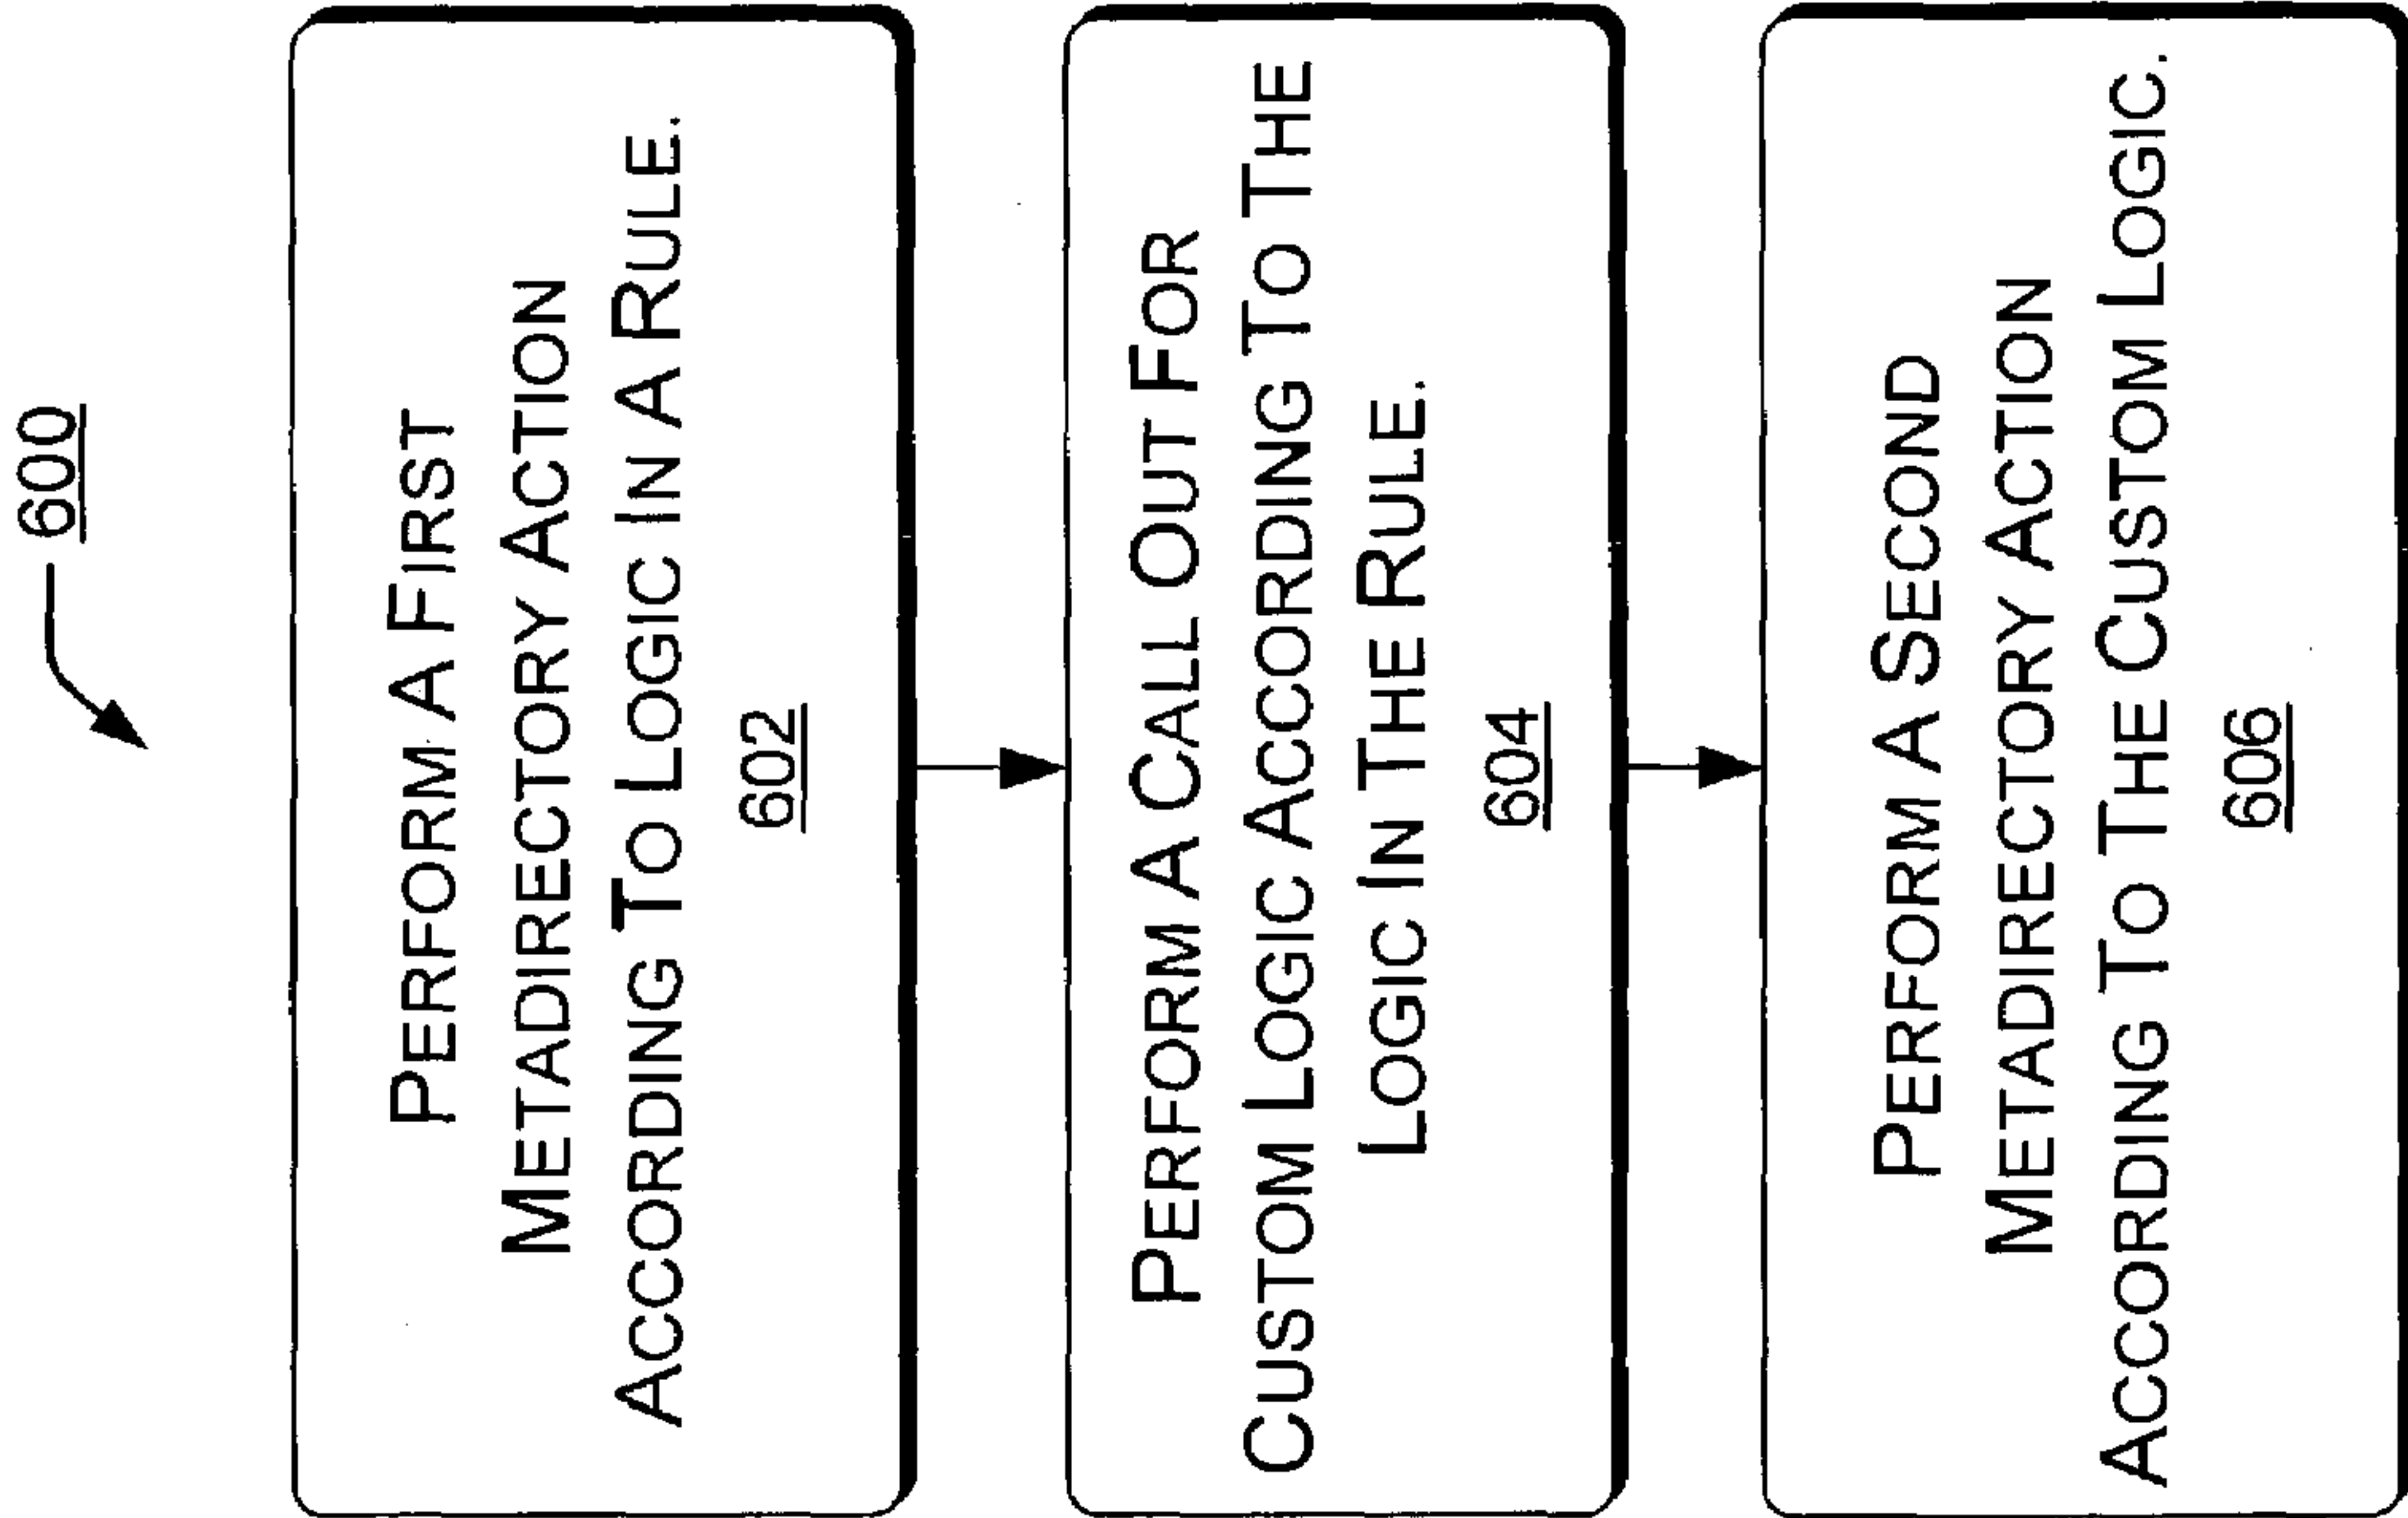 600
PERFORM A FIRST
METADIRECTORY ACTION
ACCORDING TO LOGIC IN A RULE.
602
PERFORM A CALL OUT FOR
CUSTOM LOGIC ACCORDING TO THE
LOGIC IN THE RULE.
604
PERFORM A SECOND
METADIRECTORY ACTION
ACCORDING TO THE CUSTOM LOGIC.
606